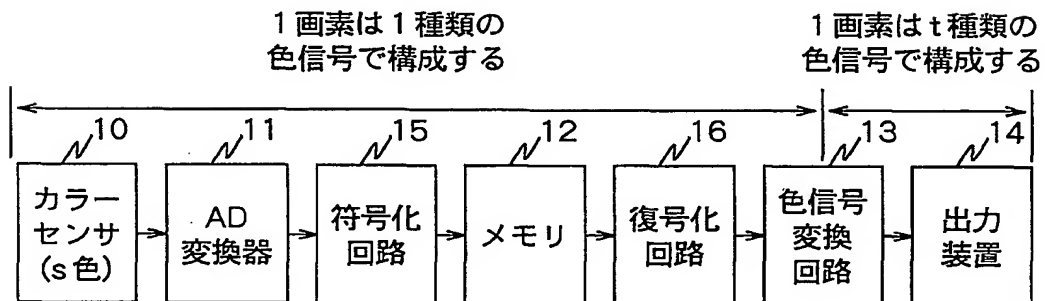 1画素は1種類の
色信号で構成する
1画素はt種類の
色信号で構成する
10
11
15
12
16
13
14
カラー
センサ
(s色)
AD
変換器
符号化
回路
メモリ
復号化
回路
色信号
変換
回路
出力
装置